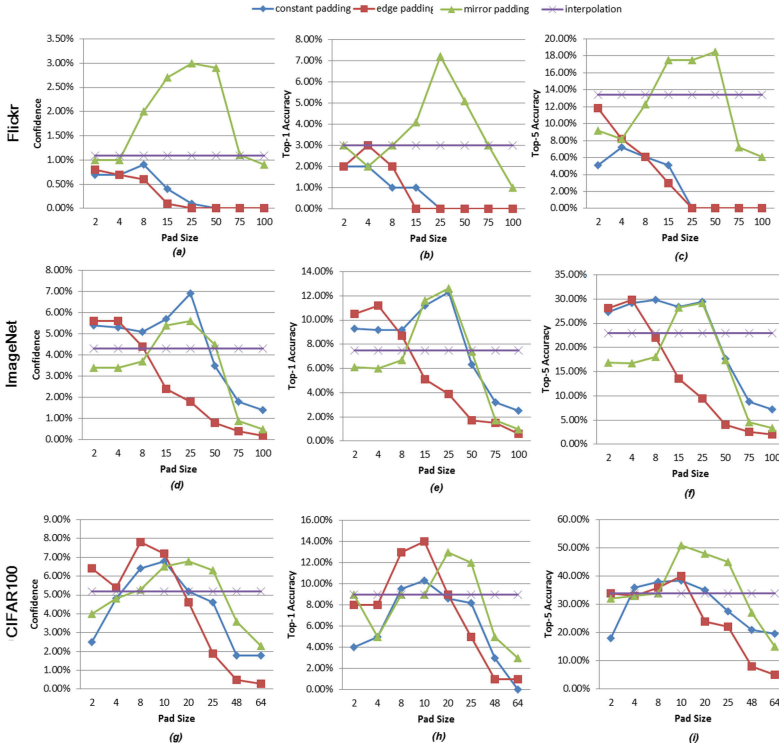 constant padding edge padding mirror padding interpolation
Flickr
Confidence
3.50%
3.00%
2.50%
2.00%
1.50%
1.00%
0.50%
0.00%
2 4 8 15 25 50 75 100
Pad Size
(a)
Top-1 Accuracy
8.00%
7.00%
6.00%
5.00%
4.00%
3.00%
2.00%
1.00%
0.00%
2 4 8 15 25 50 75 100
Pad Size
(b)
Top-5 Accuracy
20.00%
18.00%
16.00%
14.00%
12.00%
10.00%
8.00%
6.00%
4.00%
2.00%
0.00%
2 4 8 15 25 50 75 100
Pad Size
(c)
ImageNet
Confidence
8.00%
7.00%
6.00%
5.00%
4.00%
3.00%
2.00%
1.00%
0.00%
2 4 8 15 25 50 75 100
Pad Size
(d)
Top-1 Accuracy
14.00%
12.00%
10.00%
8.00%
6.00%
4.00%
2.00%
0.00%
2 4 8 15 25 50 75 100
Pad Size
(e)
Top-5 Accuracy
35.00%
30.00%
25.00%
20.00%
15.00%
10.00%
5.00%
0.00%
2 4 8 15 25 50 75 100
Pad Size
(f)
CIFAR100
Confidence
9.00%
8.00%
7.00%
6.00%
5.00%
4.00%
3.00%
2.00%
1.00%
0.00%
2 4 8 10 20 25 48 64
Pad Size
(g)
Top-1 Accuracy
16.00%
14.00%
12.00%
10.00%
8.00%
6.00%
4.00%
2.00%
0.00%
2 4 8 10 20 25 48 64
Pad Size
(h)
Top-5 Accuracy
60.00%
50.00%
40.00%
30.00%
20.00%
10.00%
0.00%
2 4 8 10 20 25 48 64
Pad Size
(i)